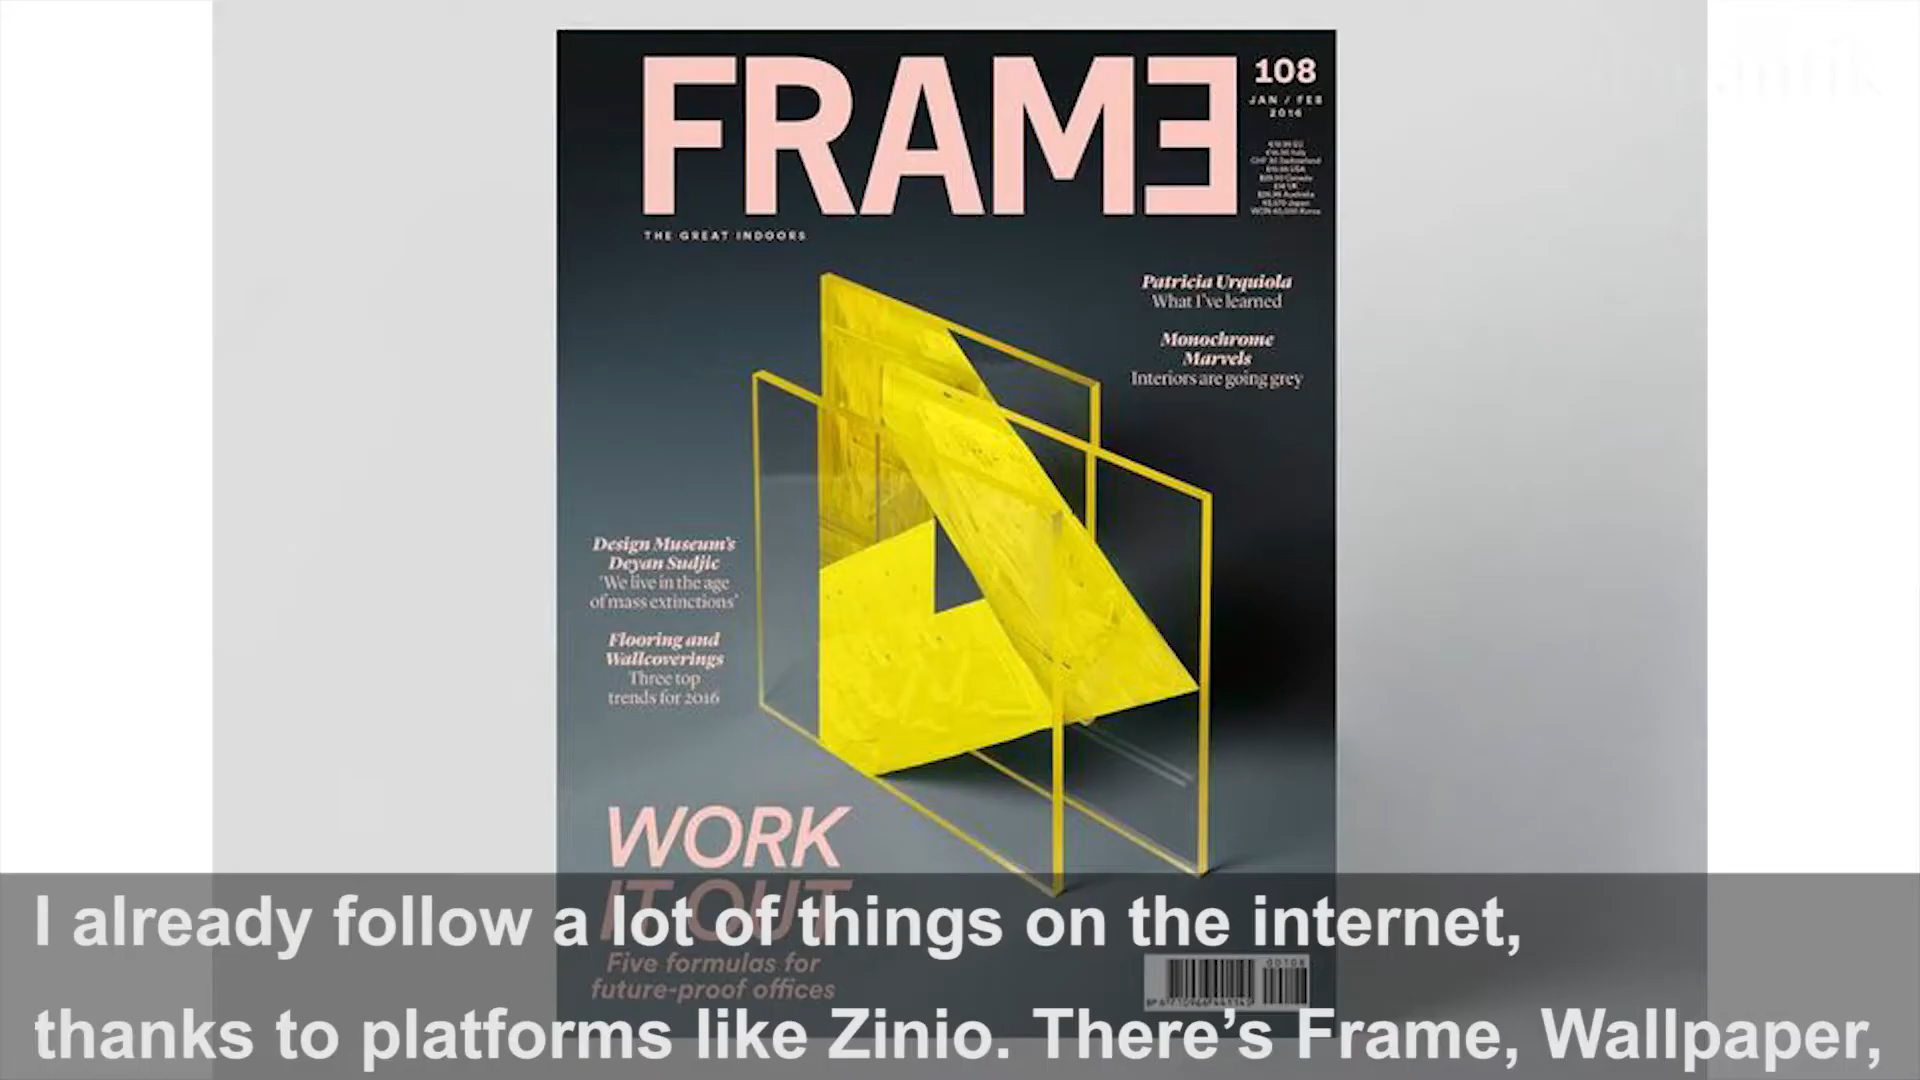 FRAME
108
JAN / FEB
2016
THE GREAT INDOORS
Patricia Urquiola
What I've learned
Monochrome
Marvels
Interiors are going grey
Design Museum's
Deyan Sudjic
'We live in the age
of mass extinctions'
Flooring and
Wallcoverings
Three top
trends for 2016
WORK
IT OUT
Five formulas for
future-proof offices
00108
I already follow a lot of things on the internet,
thanks to platforms like Zinio. There’s Frame, Wallpaper,